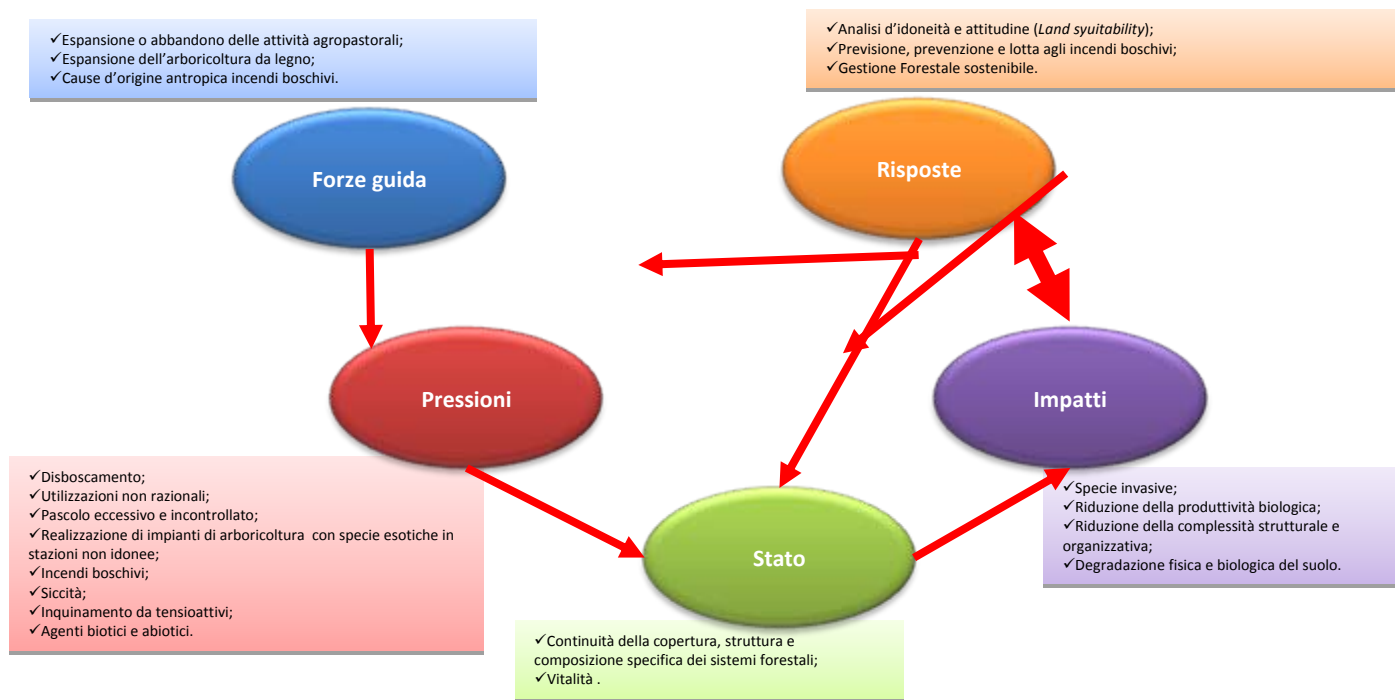 ✓Espansione o abbandono delle attività agropastorali;
✓Espansione dell'arboricoltura da legno;
✓Cause d'origine antropica incendi boschivi.
✓Analisi d'idoneità e attitudine (Land syuitability);
✓Previsione, prevenzione e lotta agli incendi boschivi;
✓Gestione Forestale sostenibile.
Forze guida
Risposte
Pressioni
Impatti
✓Disboscamento;
✓Utilizzazioni non razionali;
✓Pascolo eccessivo e incontrollato;
✓Realizzazione di impianti di arboricoltura con specie esotiche in
stazioni non idonee;
✓Incendi boschivi;
✓Siccità;
✓Inquinamento da tensioattivi;
✓Agenti biotici e abiotici.
Stato
✓Specie invasive;
✓Riduzione della produttività biologica;
✓Riduzione della complessità strutturale e
organizzativa;
✓Degradazione fisica e biologica del suolo.
✓Continuità della copertura, struttura e
composizione specifica dei sistemi forestali;
✓Vitalità .